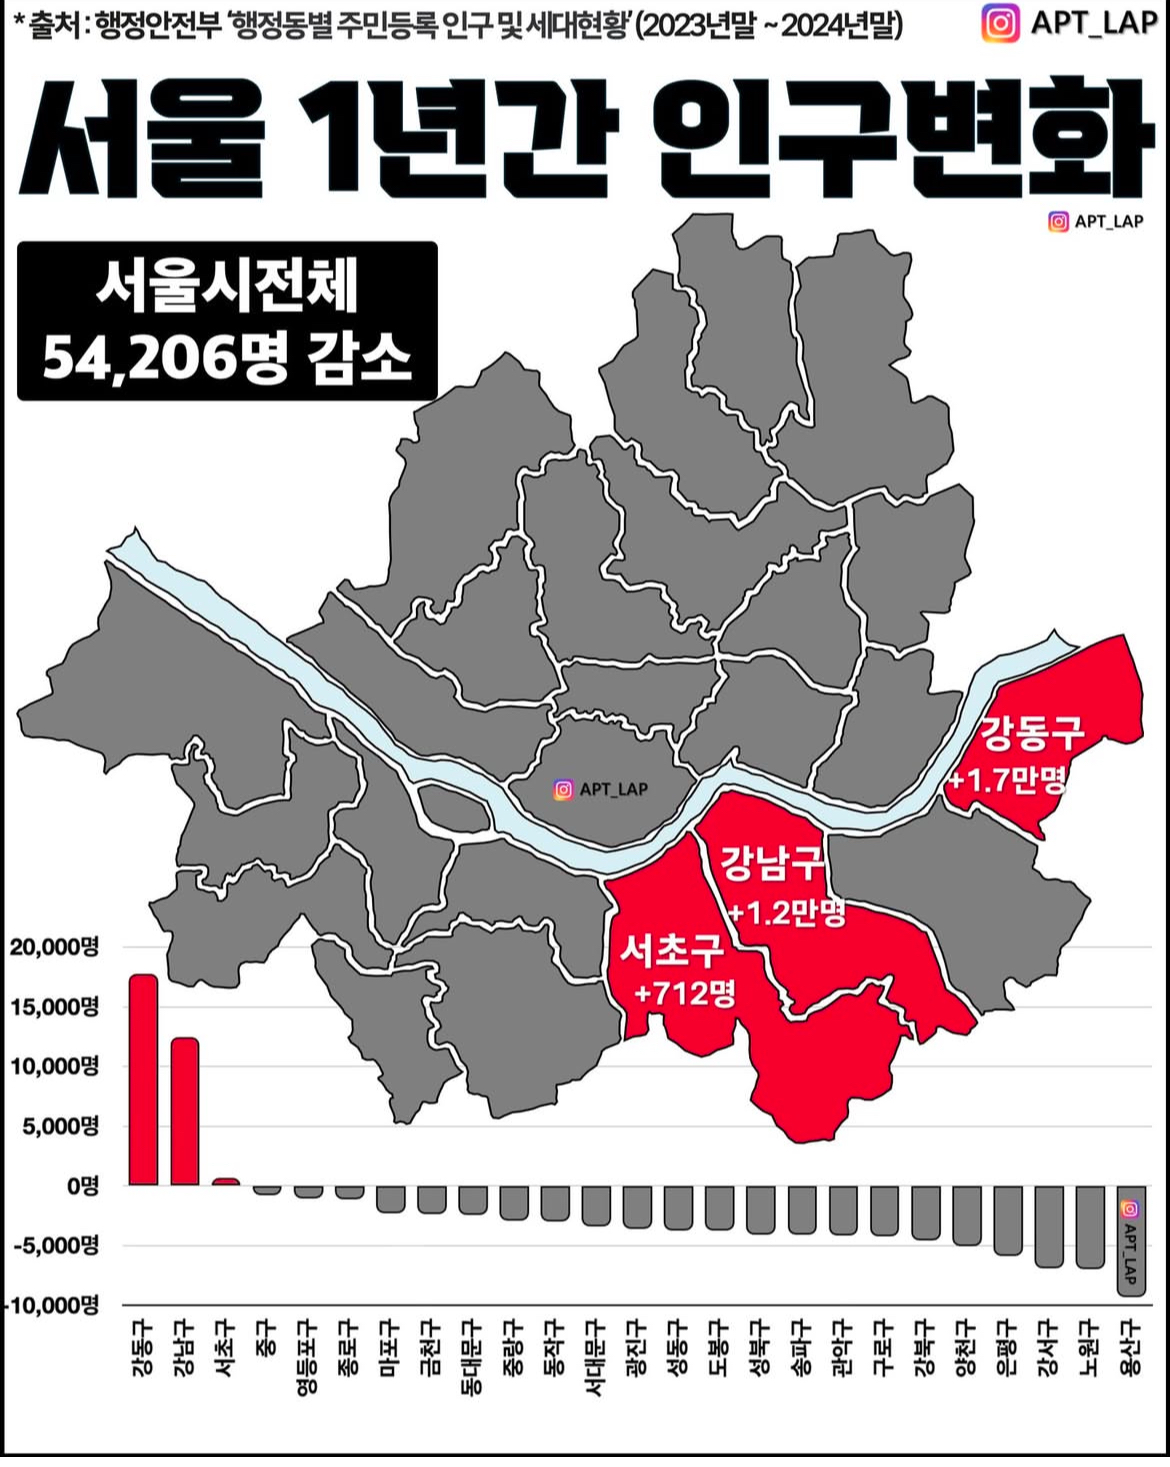 * 출처 : 행정안전부 ‘행정동별 주민등록 인구 및 세대현황’ (2023년말 ~ 2024년말)
APT_LAP
서울 1년간 인구변화
APT_LAP
서울시전체
54,206명 감소
강동구
+1.7만명
APT_LAP
강남구
+1.2만명
서초구
+712명
20,000명
15,000명
10,000명
5,000명
0명
-5,000명
-10,000명
APT_LAP
강동구
강남구
서초구
중구
영등포구
종로구
마포구
금천구
동대문구
중랑구
동작구
서대문구
광진구
성동구
도봉구
성북구
송파구
관악구
구로구
강북구
양천구
은평구
강서구
노원구
용산구